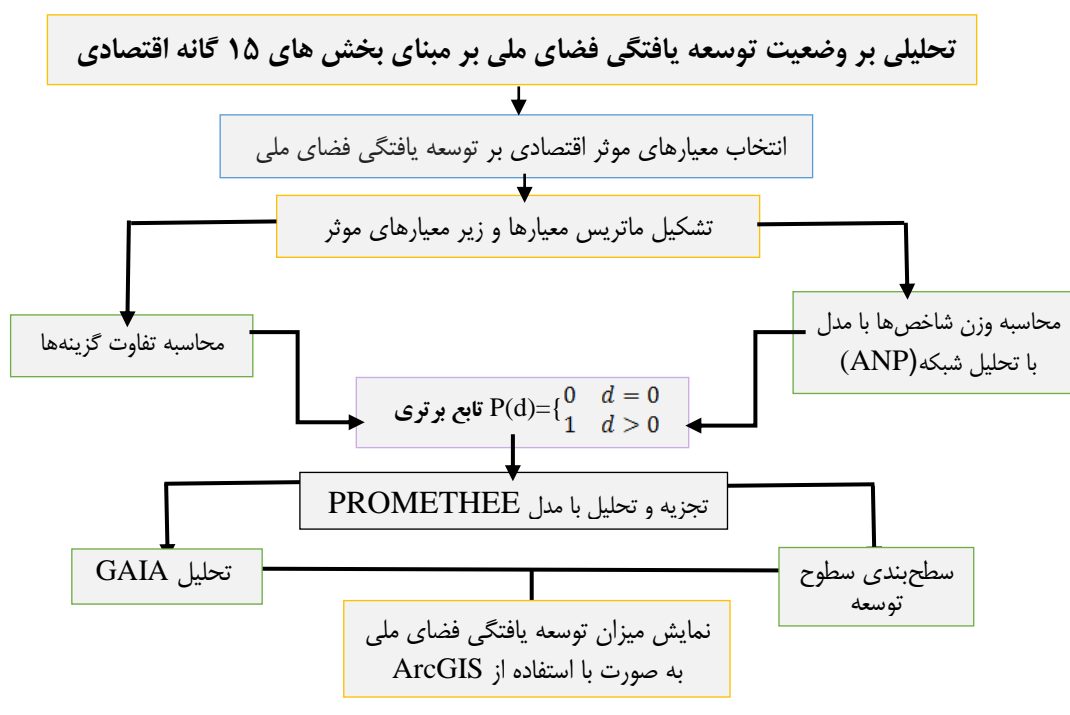 تحلیلی بر وضعیت توسعه یافتگی فضای ملی بر مبنای بخش های ۱۵ گانه اقتصادی
انتخاب معیارهای موثر اقتصادی بر توسعه یافتگی فضای ملی
تشکیل ماتریس معیارها و زیر معیارهای موثر
محاسبه وزن شاخص‌ها با مدل
با تحلیل شبکه(ANP)
محاسبه تفاوت گزینه‌ها
تابع برتری P(d)={0 d = 0
1 d > 0
تجزیه و تحلیل با مدل PROMETHEE
سطح‌بندی سطوح
توسعه
تحلیل GAIA
نمایش میزان توسعه یافتگی فضای ملی
به صورت با استفاده از ArcGIS